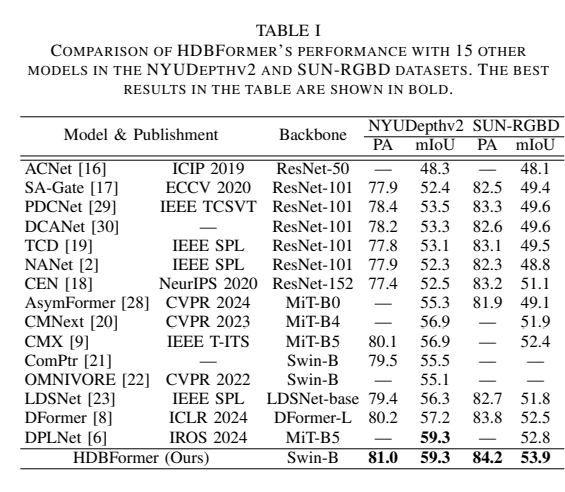 TABLE I
COMPARISON OF HDBFORMER'S PERFORMANCE WITH 15 OTHER
MODELS IN THE NYUDEPTHV2 AND SUN-RGBD DATASETS. THE BEST
RESULTS IN THE TABLE ARE SHOWN IN BOLD.
Model & Publishment Backbone NYUDepthv2 SUN-RGBD
PA mIoU PA mIoU
ACNet [16] ICIP 2019 ResNet-50 — 48.3 — 48.1
SA-Gate [17] ECCV 2020 ResNet-101 77.9 52.4 82.5 49.4
PDCNet [29] IEEE TCSVT ResNet-101 78.4 53.5 83.3 49.6
DCANet [30] — ResNet-101 78.2 53.3 82.6 49.6
TCD [19] IEEE SPL ResNet-101 77.8 53.1 83.1 49.5
NANet [2] IEEE SPL ResNet-101 77.9 52.3 82.3 48.8
CEN [18] NeurIPS 2020 ResNet-152 77.4 52.5 83.2 51.1
AsymFormer [28] CVPR 2024 MiT-B0 — 55.3 81.9 49.1
CMNext [20] CVPR 2023 MiT-B4 — 56.9 — 51.9
CMX [9] IEEE T-ITS MiT-B5 80.1 56.9 — 52.4
ComPtr [21] — Swin-B 79.5 55.5 — —
OMNIVORE [22] CVPR 2022 Swin-B — 55.1 — —
LDSNet [23] IEEE SPL LDSNet-base 79.4 56.3 82.7 51.8
DFormer [8] ICLR 2024 DFormer-L 80.2 57.2 83.8 52.5
DPLNet [6] IROS 2024 MiT-B5 — 59.3 — 52.8
HDBFormer (Ours) Swin-B 81.0 59.3 84.2 53.9